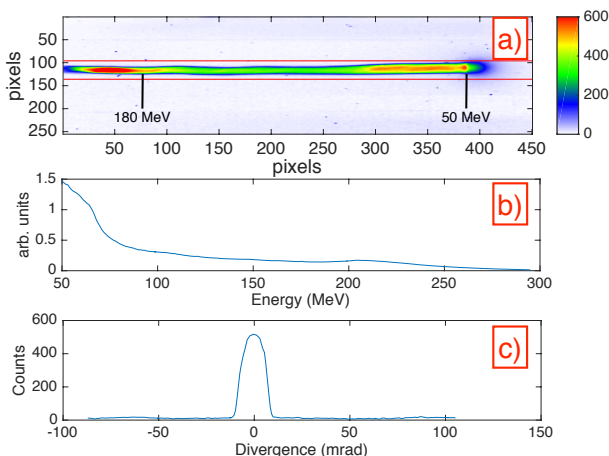 a)
0
50
100
150
200
250
pixels
180 MeV
50 MeV
50 100 150 200 250 300 350 400 450
pixels
600
400
200
0
b)
1.5
1
0.5
0
arb. units
50 100 150 200 250 300
Energy (MeV)
c)
600
400
200
0
Counts
-100 -50 0 50 100 150
Divergence (mrad)